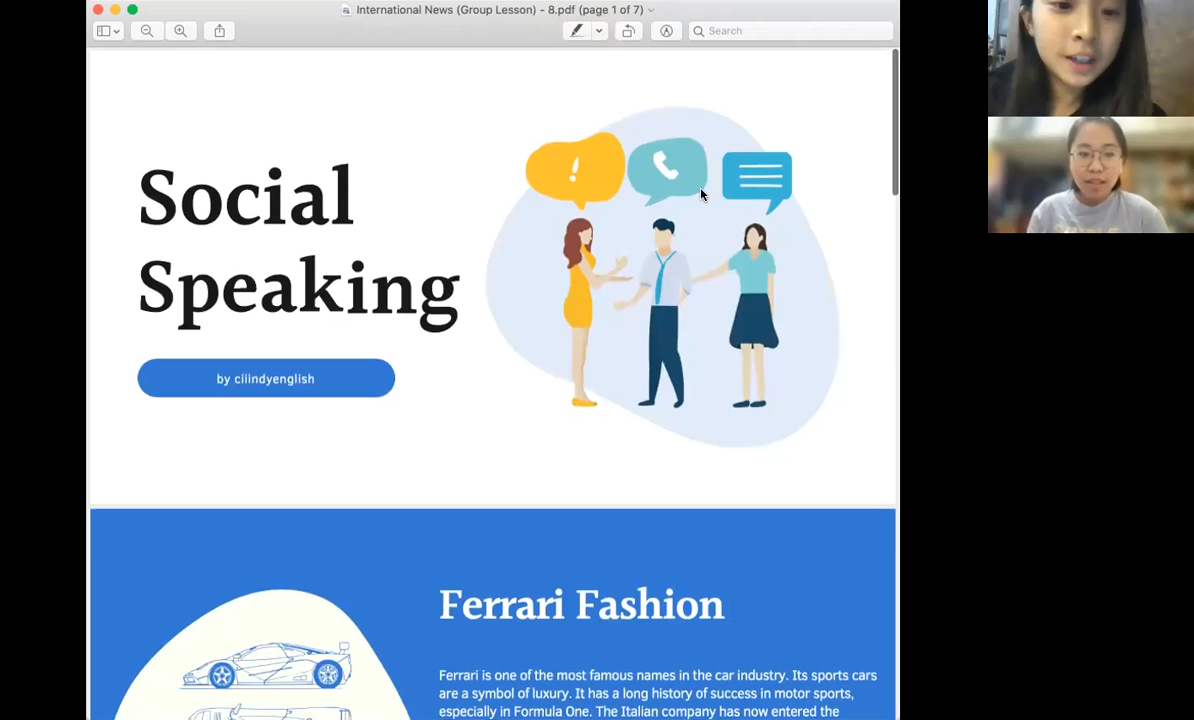 International News (Group Lesson) - 8.pdf (page 1 of 7)
Search
Social
Speaking
by ciiindyenglish
Ferrari Fashion
Ferrari is one of the most famous names in the car industry. Its sports cars
are a symbol of luxury. It has a long history of success in motor sports,
especially in Formula One. The Italian company has now entered the